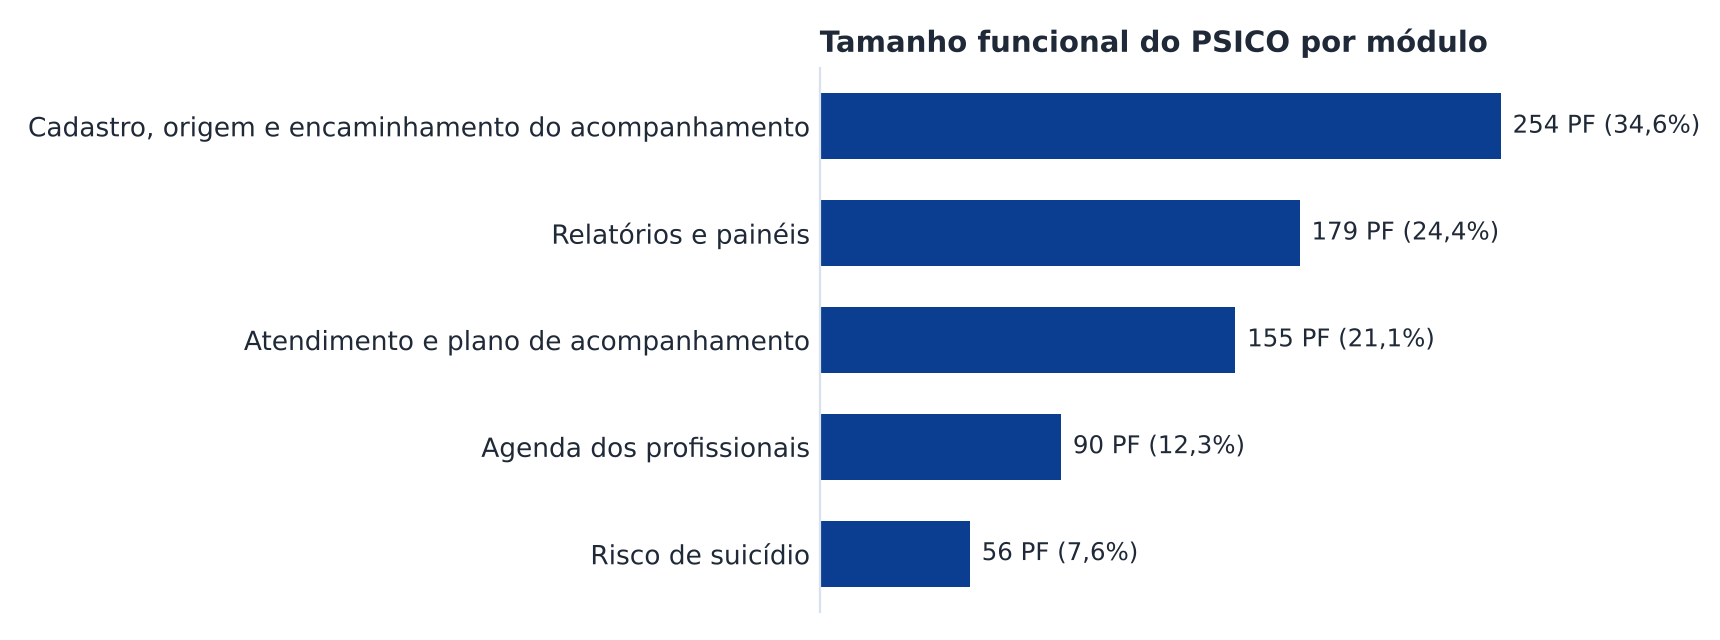 Tamanho funcional do PSICO por módulo
Cadastro, origem e encaminhamento do acompanhamento 254 PF (34,6%)
Relatórios e painéis 179 PF (24,4%)
Atendimento e plano de acompanhamento 155 PF (21,1%)
Agenda dos profissionais 90 PF (12,3%)
Risco de suicídio 56 PF (7,6%)